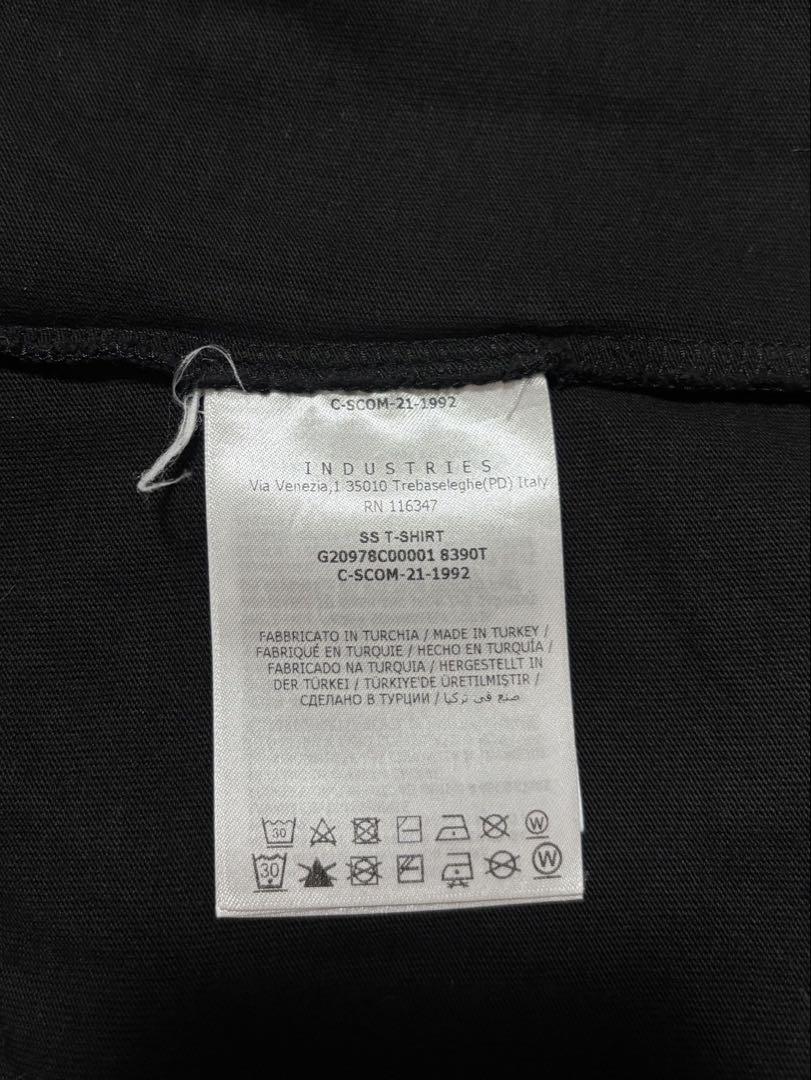 C-SCOM-21-1992
INDUSTRIES
Via Venezia,1 35010 Trebaseleghe(PD) Italy
RN 116347
SS T-SHIRT
G20978C00001 8390T
C-SCOM-21-1992
FABBRICATO IN TURCHIA / MADE IN TURKEY /
FABRIQUÉ EN TURQUIE / HECHO EN TURQUÍA /
FABRICADO NA TURQUIA / HERGESTELLT IN
DER TÜRKEI / TÜRKIYE'DE ÜRETILMIŞTIR /
СДЕЛАНО В ТУРЦИИ / صنع في تركيا
30 W
30 W